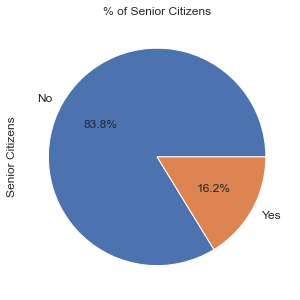 % of Senior Citizens
No
83.8%
Senior Citizens
16.2%
Yes